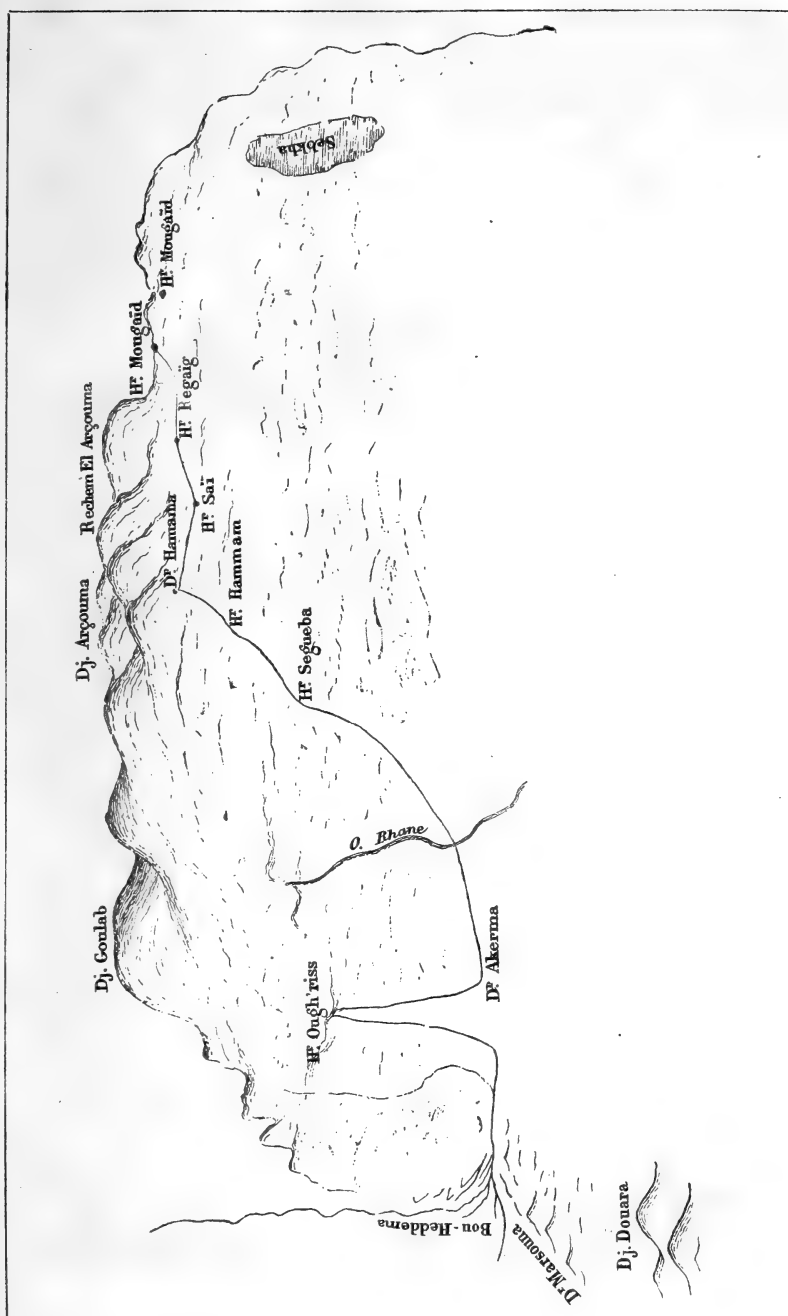 Sebkha
Hr. Mougaïd
Hr. Mougaïd
Hr. Regaïg
Rechem El Arçouma
Hr. Saï
Dr. Hamama
Hr. Hammam
Dj. Arçouma
Hr. Segueba
O. Rhane
Dj. Goulab
Dr. Akerma
Hr. Ough'riss
Bou-Heddema
Dr. Marsouna
Dj. Douara